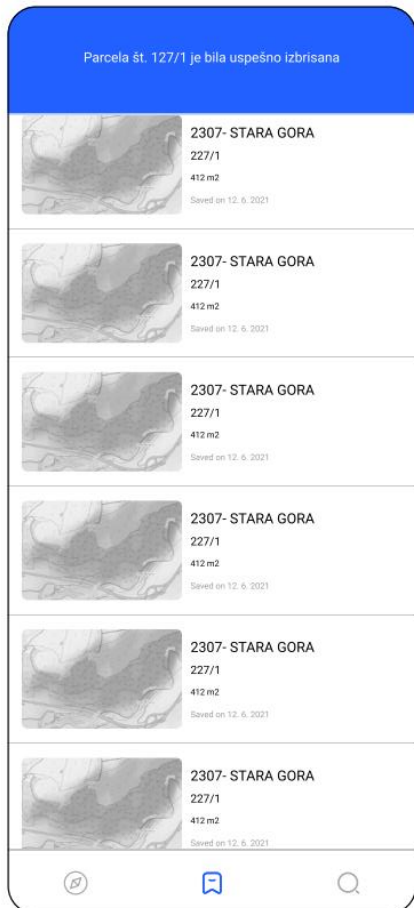 Parcela št. 127/1 je bila uspešno izbrisana
2307- STARA GORA
227/1
412 m2
Saved on 12. 6. 2021
2307- STARA GORA
227/1
412 m2
Saved on 12. 6. 2021
2307- STARA GORA
227/1
412 m2
Saved on 12. 6. 2021
2307- STARA GORA
227/1
412 m2
Saved on 12. 6. 2021
2307- STARA GORA
227/1
412 m2
Saved on 12. 6. 2021
2307- STARA GORA
227/1
412 m2
Saved on 12. 6. 2021